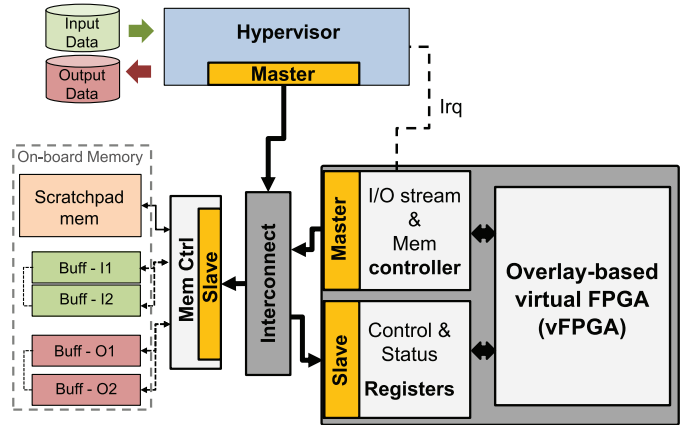 Input
Data
Output
Data
Hypervisor
Master
Irq
On-board Memory
Scratchpad
mem
Buff - I1
Buff - I2
Buff - O1
Buff - O2
Mem Ctrl
Slave
Interconnect
Master
I/O stream
&
Mem
controller
Slave
Control &
Status
Registers
Overlay-based
virtual FPGA
(vFPGA)